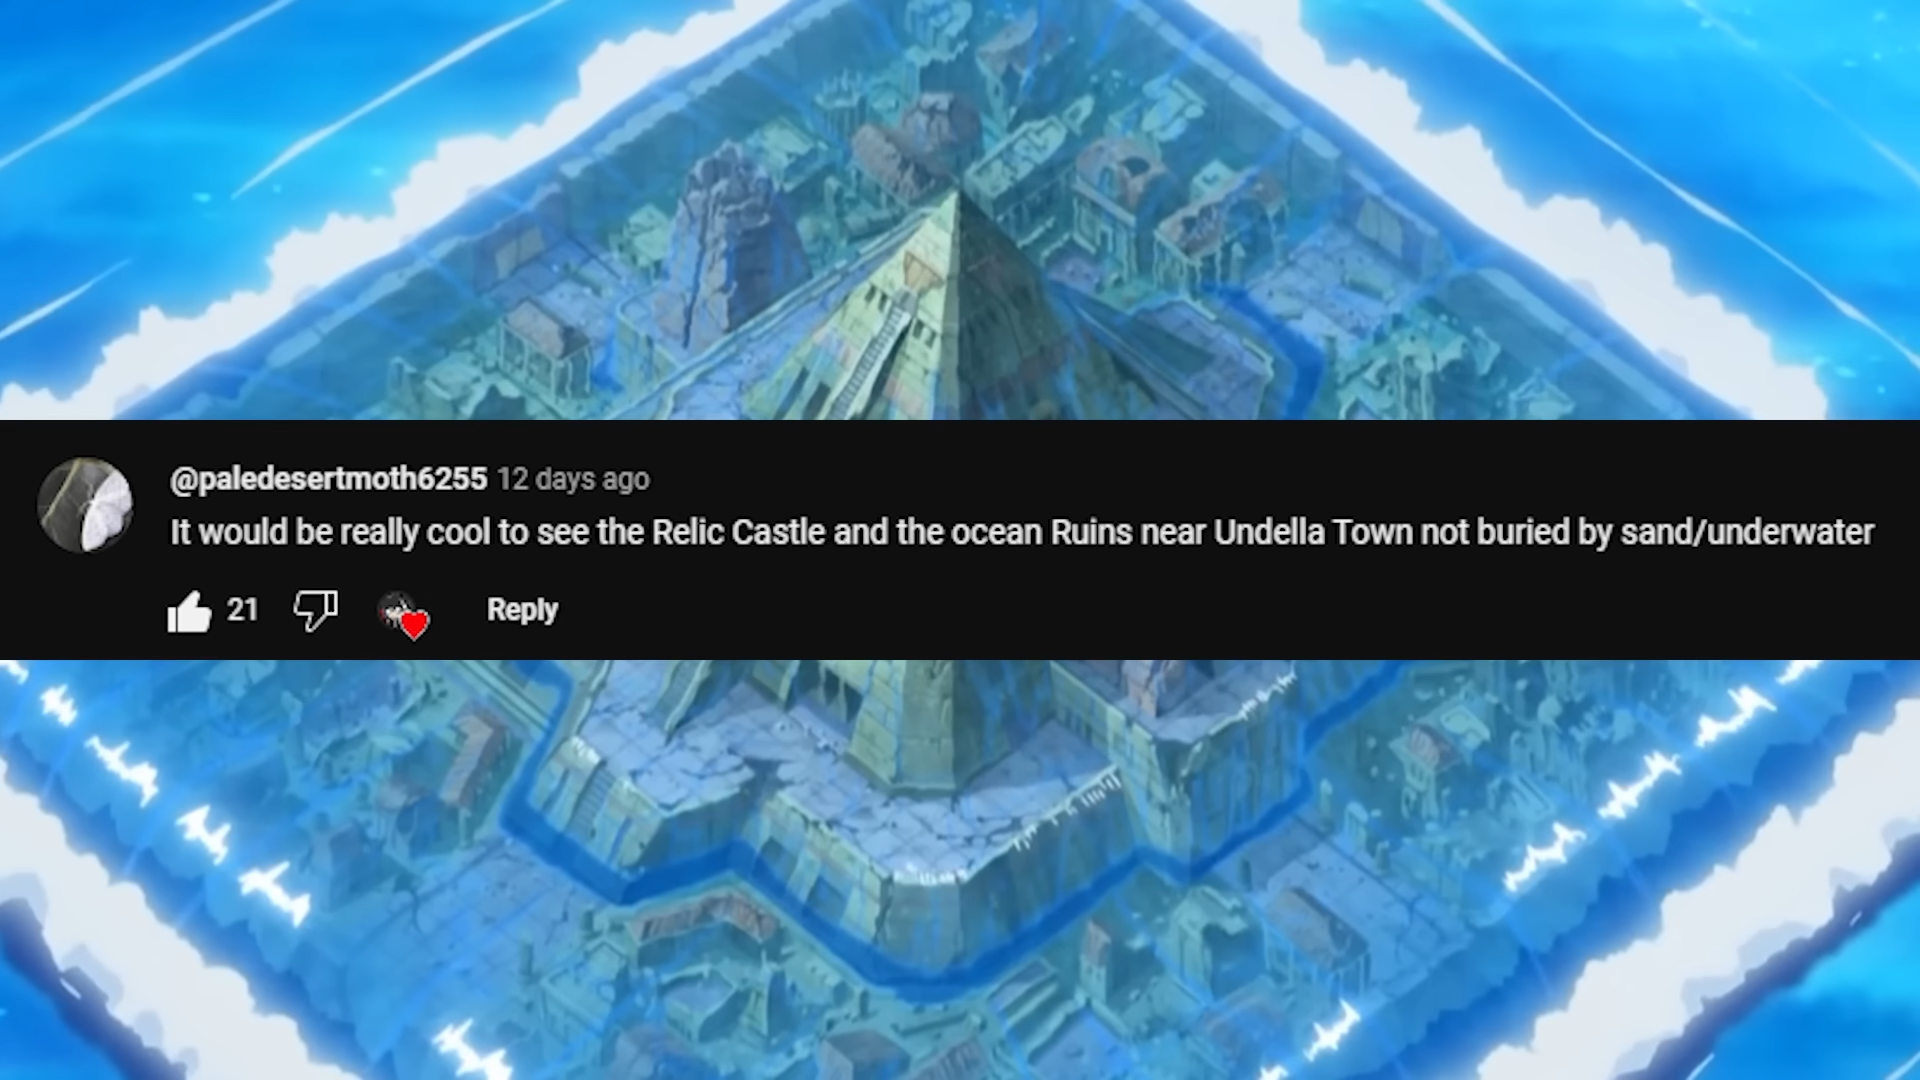 @paledesertmoth6255 12 days ago
It would be really cool to see the Relic Castle and the ocean Ruins near Undella Town not buried by sand/underwater
21 Reply